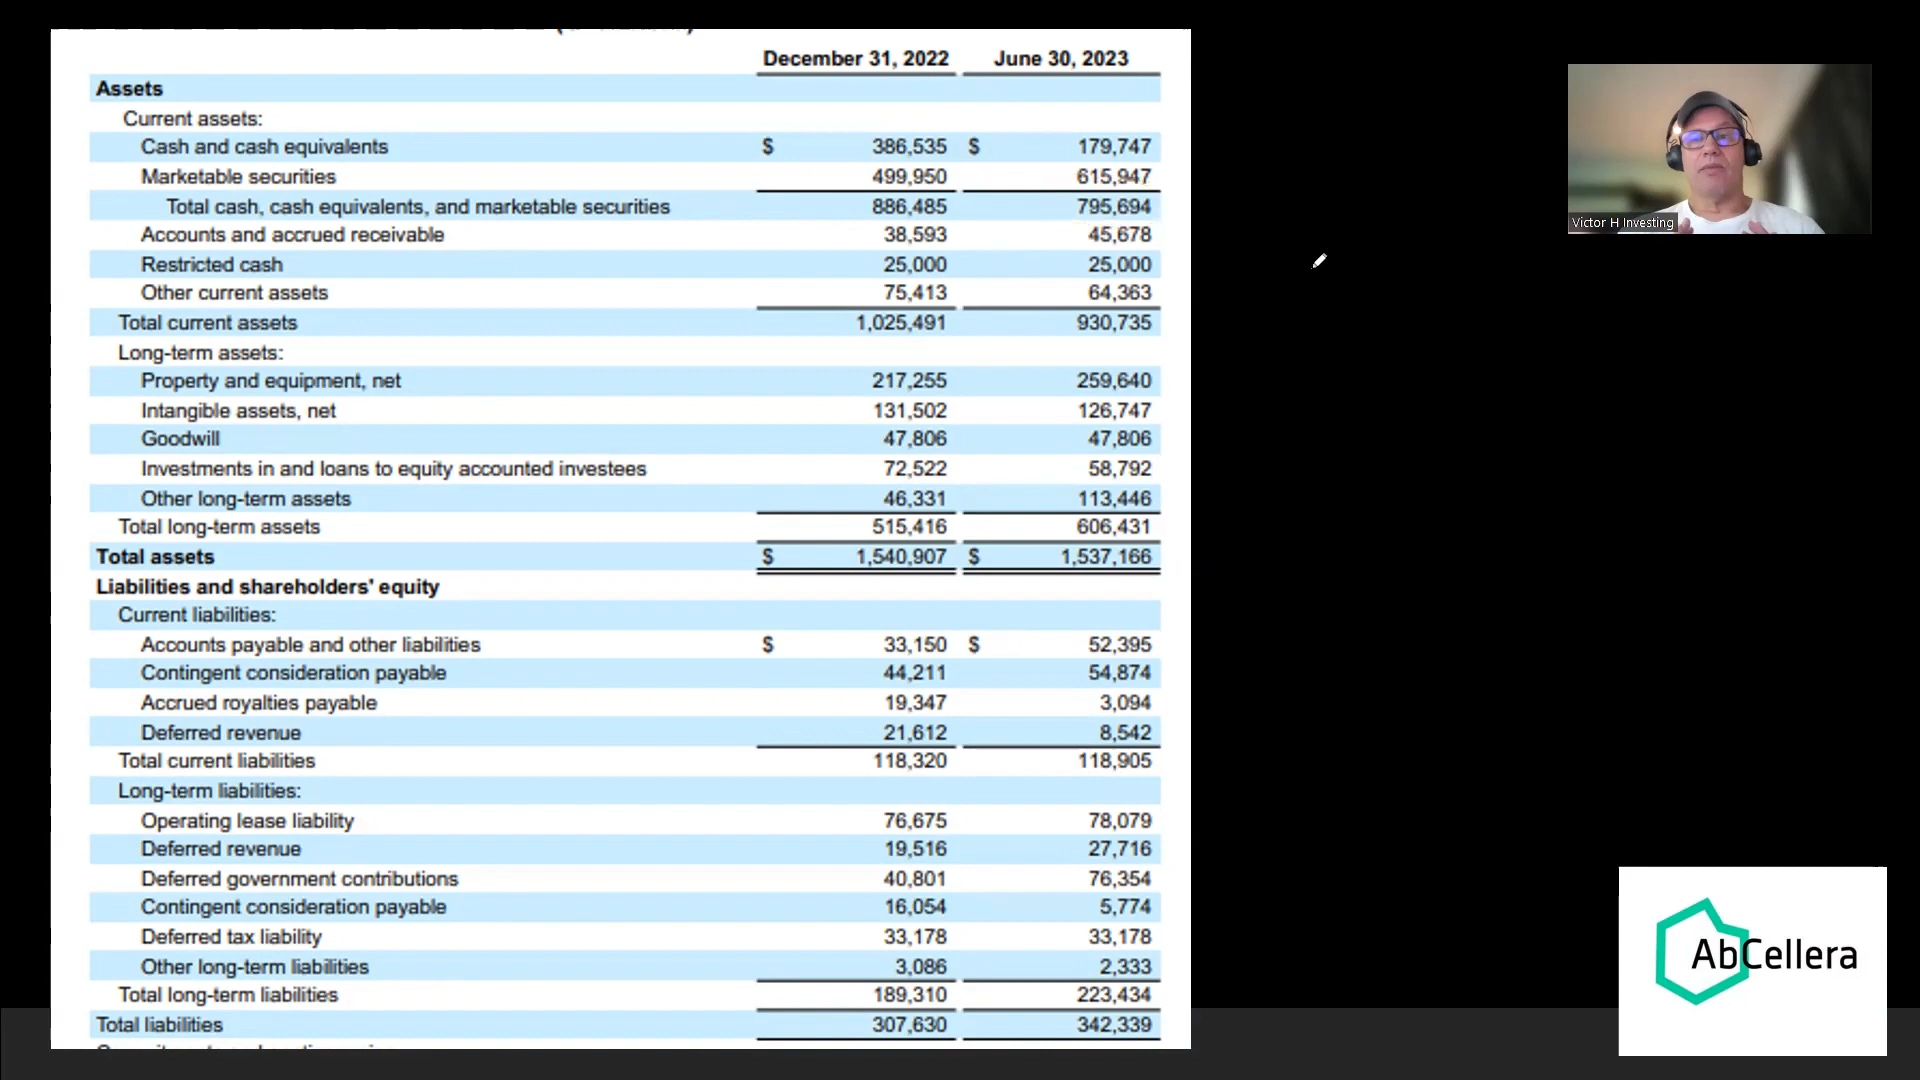 December 31, 2022 June 30, 2023
Assets
Current assets:
Cash and cash equivalents $ 386,535 $ 179,747
Marketable securities 499,950 615,947
Total cash, cash equivalents, and marketable securities 886,485 795,694
Accounts and accrued receivable 38,593 45,678
Restricted cash 25,000 25,000
Other current assets 75,413 64,363
Total current assets 1,025,491 930,735
Long-term assets:
Property and equipment, net 217,255 259,640
Intangible assets, net 131,502 126,747
Goodwill 47,806 47,806
Investments in and loans to equity accounted investees 72,522 58,792
Other long-term assets 46,331 113,446
Total long-term assets 515,416 606,431
Total assets $ 1,540,907 $ 1,537,166
Liabilities and shareholders' equity
Current liabilities:
Accounts payable and other liabilities $ 33,150 $ 52,395
Contingent consideration payable 44,211 54,874
Accrued royalties payable 19,347 3,094
Deferred revenue 21,612 8,542
Total current liabilities 118,320 118,905
Long-term liabilities:
Operating lease liability 76,675 78,079
Deferred revenue 19,516 27,716
Deferred government contributions 40,801 76,354
Contingent consideration payable 16,054 5,774
Deferred tax liability 33,178 33,178
Other long-term liabilities 3,086 2,333
Total long-term liabilities 189,310 223,434
Total liabilities 307,630 342,339
Victor H Investing
AbCellera